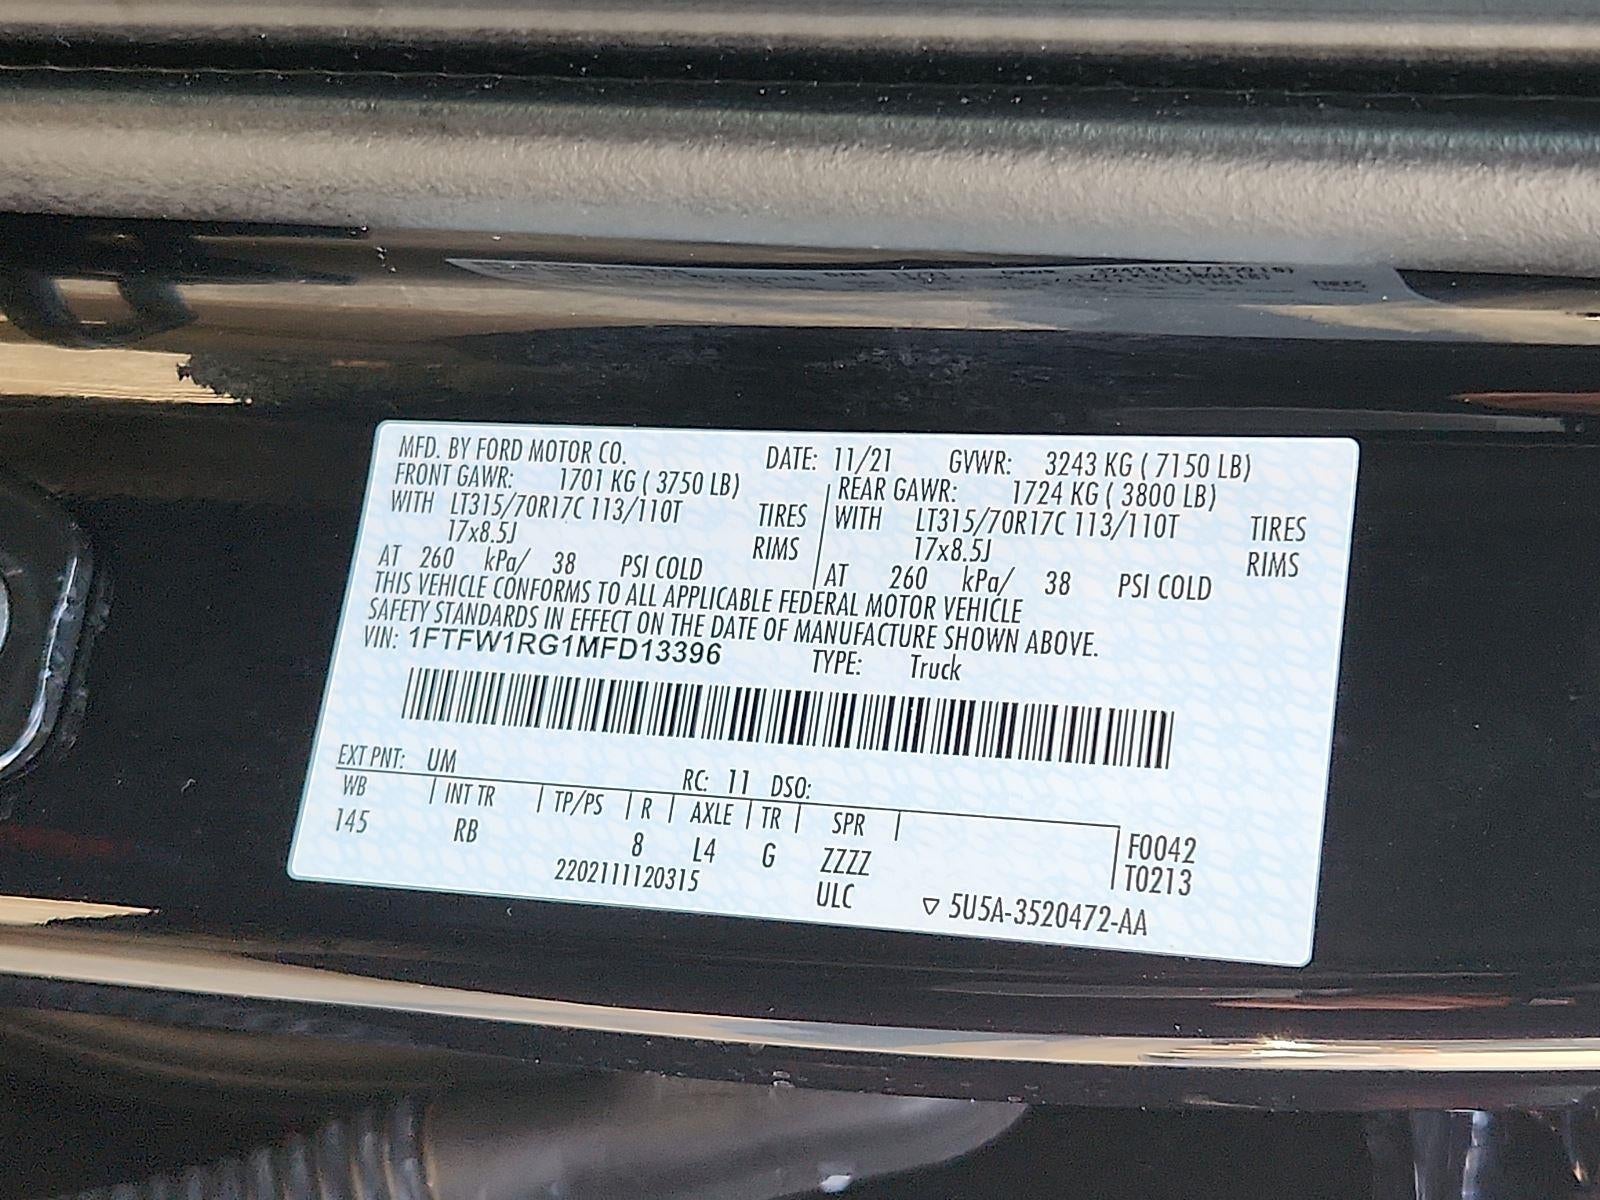 MFD. BY FORD MOTOR CO. DATE: 11/21 GVWR: 3243 KG ( 7150 LB)
FRONT GAWR: 1701 KG ( 3750 LB) REAR GAWR: 1724 KG ( 3800 LB)
WITH LT315/70R17C 113/110T TIRES WITH LT315/70R17C 113/110T TIRES
17x8.5J RIMS 17x8.5J RIMS
AT 260 kPa/ 38 PSI COLD AT 260 kPa/ 38 PSI COLD
THIS VEHICLE CONFORMS TO ALL APPLICABLE FEDERAL MOTOR VEHICLE
SAFETY STANDARDS IN EFFECT ON THE DATE OF MANUFACTURE SHOWN ABOVE.
VIN: 1FTFW1RG1MFD13396 TYPE: Truck
EXT PNT: UM RC: 11 DSO:
WB INT TR TP/PS R AXLE TR SPR
145 RB 8 L4 G ZZZZ F0042
2202111120315 ULC T0213
▽ 5U5A-3520472-AA